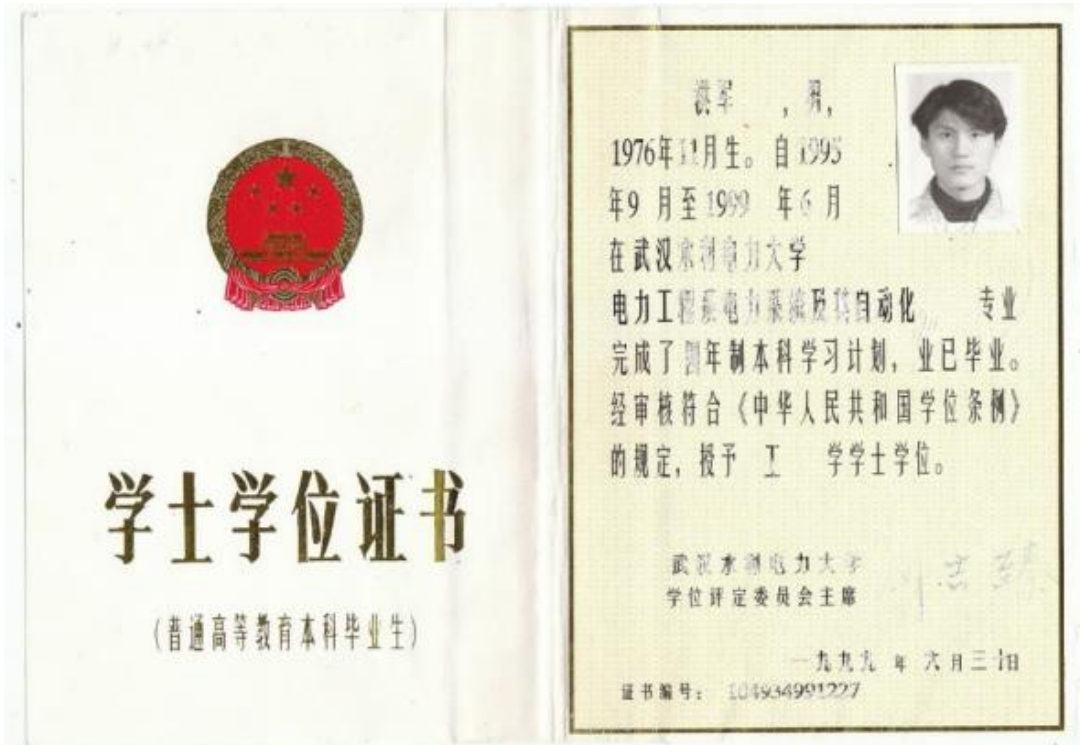 学士学位证书
(普通高等教育本科毕业生)
洪军 , 男,
1976年11月生。自1995
年9 月至1999 年6 月
在武汉水利电力大学
电力工程系电力系统及其自动化 专业
完成了四年制本科学习计划, 业已毕业。
经审核符合《中华人民共和国学位条例》
的规定, 授予 工 学学士学位。
武汉水利电力大学
学位评定委员会主席
一九九九 年 六月三十日
证书编号: 104934991227